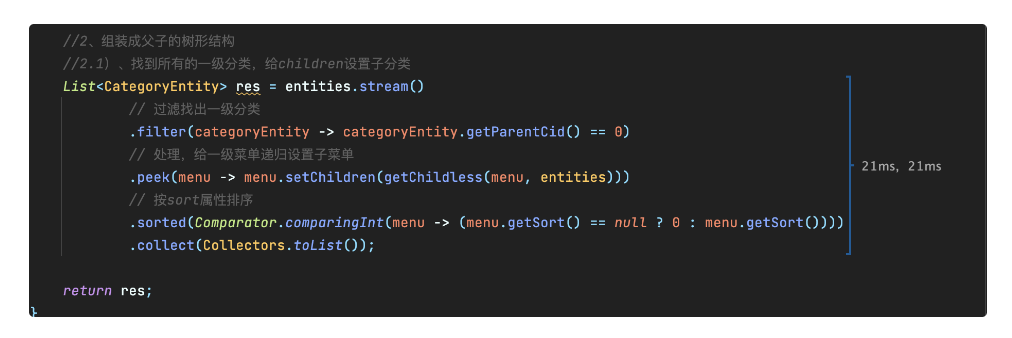 //2、组装成父子的树形结构
//2.1）、找到所有的一级分类，给children设置子分类
List<CategoryEntity> res = entities.stream()
// 过滤找出一级分类
.filter(categoryEntity -> categoryEntity.getParentCid() == 0)
// 处理，给一级菜单递归设置子菜单
.peek(menu -> menu.setChildren(getChildless(menu, entities)))
// 按sort属性排序
.sorted(Comparator.comparingInt(menu -> (menu.getSort() == null ? 0 : menu.getSort())))
.collect(Collectors.toList());
21ms，21ms
return res;
}